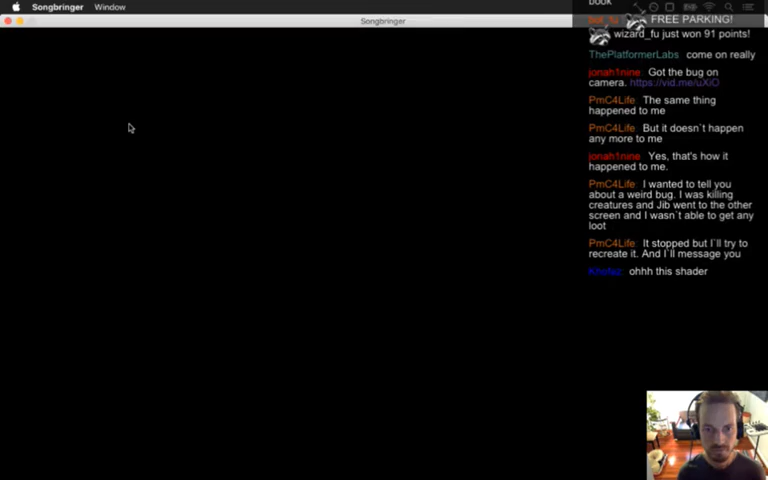 Songbringer Window
Songbringer
book
FREE PARKING!
wizard_fu just won 91 points!
ThePlatformerLabs come on really
jonah1nine Got the bug on
camera. https://vid.me/uXiO
PmC4Life The same thing
happened to me
PmC4Life But it doesn`t happen
any more to me
jonah1nine Yes, that's how it
happened to me.
PmC4Life I wanted to tell you
about a weird bug. I was killing
creatures and Jib went to the other
screen and I wasn`t able to get any
loot
PmC4Life It stopped but I`ll try to
recreate it. And I`ll message you
ohhh this shader